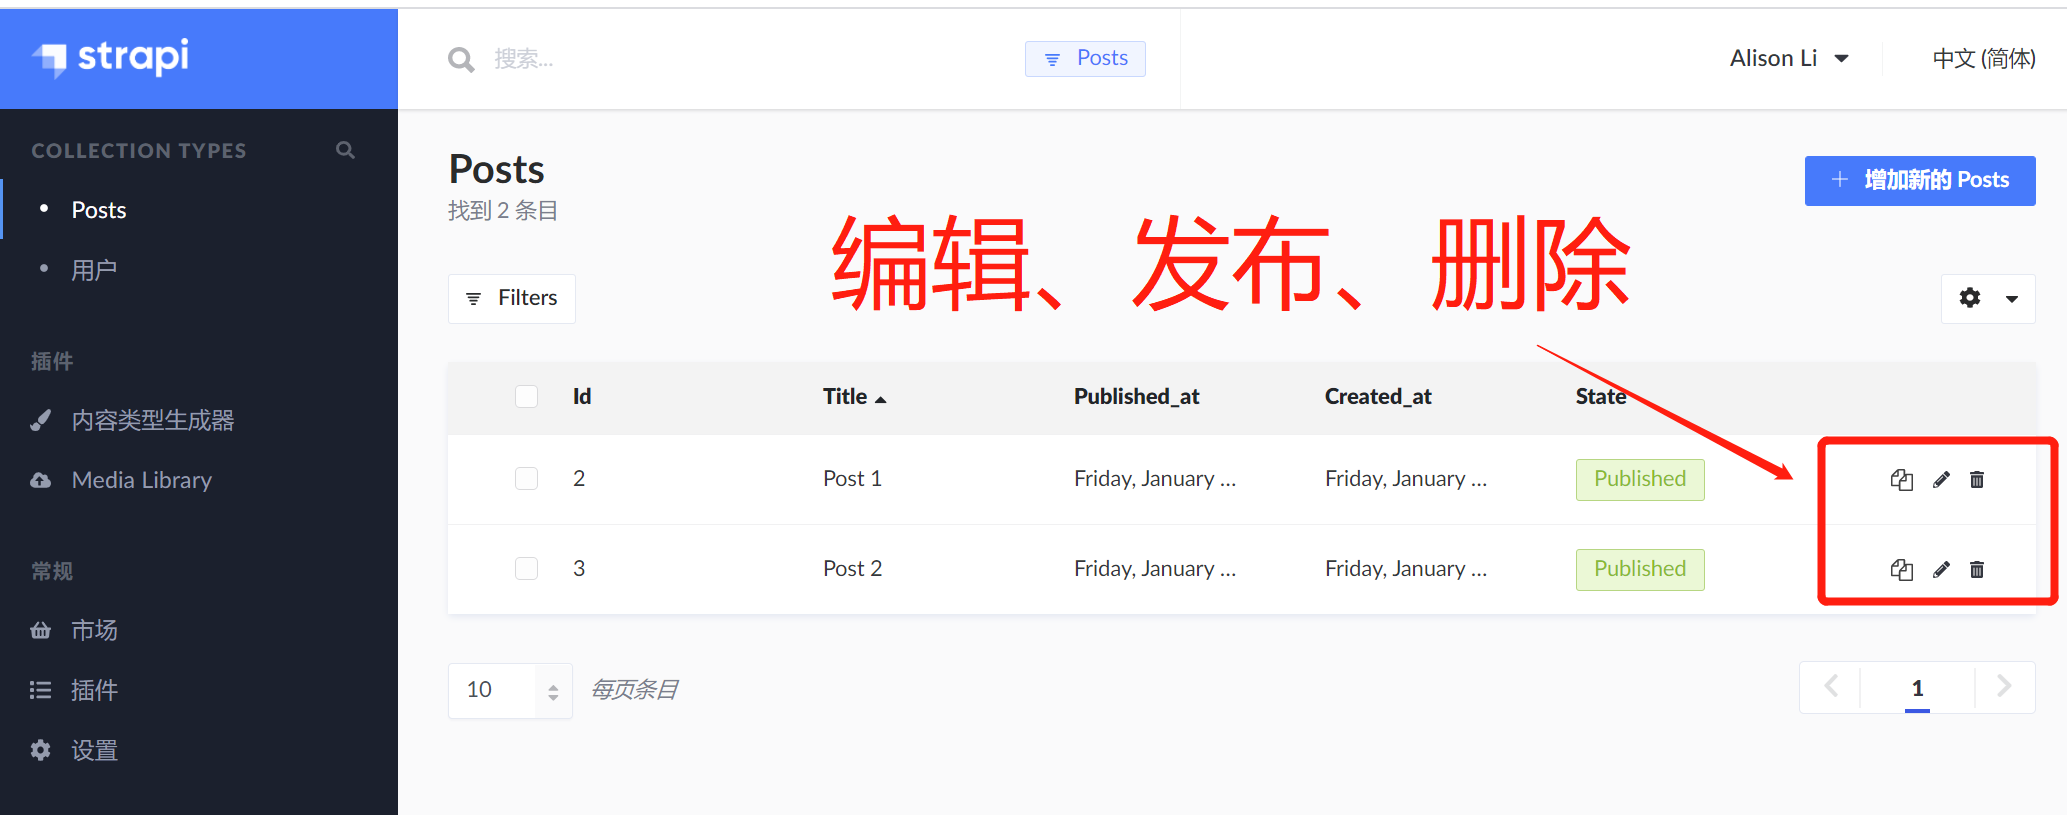 strapi
搜索...
Posts
Alison Li
中文 (简体)
COLLECTION TYPES
Posts
用户
插件
内容类型生成器
Media Library
常规
市场
插件
设置
Posts
找到 2 条目
增加新的 Posts
编辑、发布、删除
Filters
Id Title Published_at Created_at State
2 Post 1 Friday, January ... Friday, January ... Published
3 Post 2 Friday, January ... Friday, January ... Published
10 每页条目
1